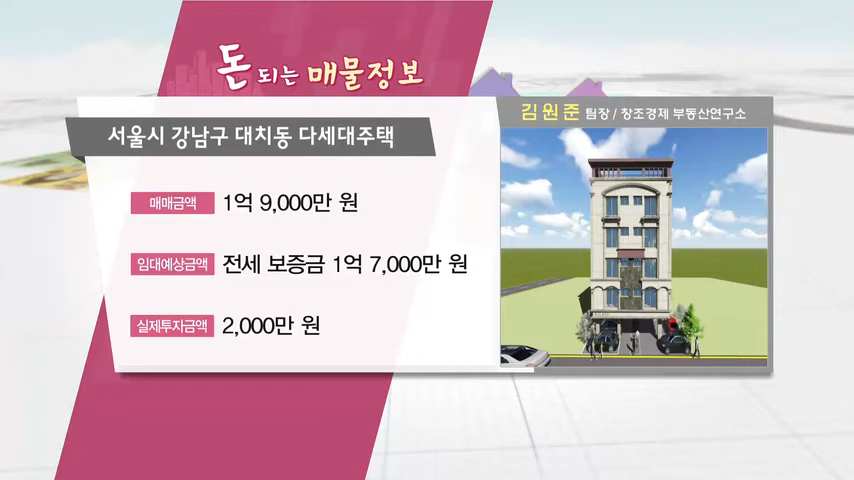 돈 되는 매물정보
김원준 팀장 / 창조경제 부동산연구소
서울시 강남구 대치동 다세대주택
매매금액 1억 9,000만 원
임대예상금액 전세 보증금 1억 7,000만 원
실제투자금액 2,000만 원